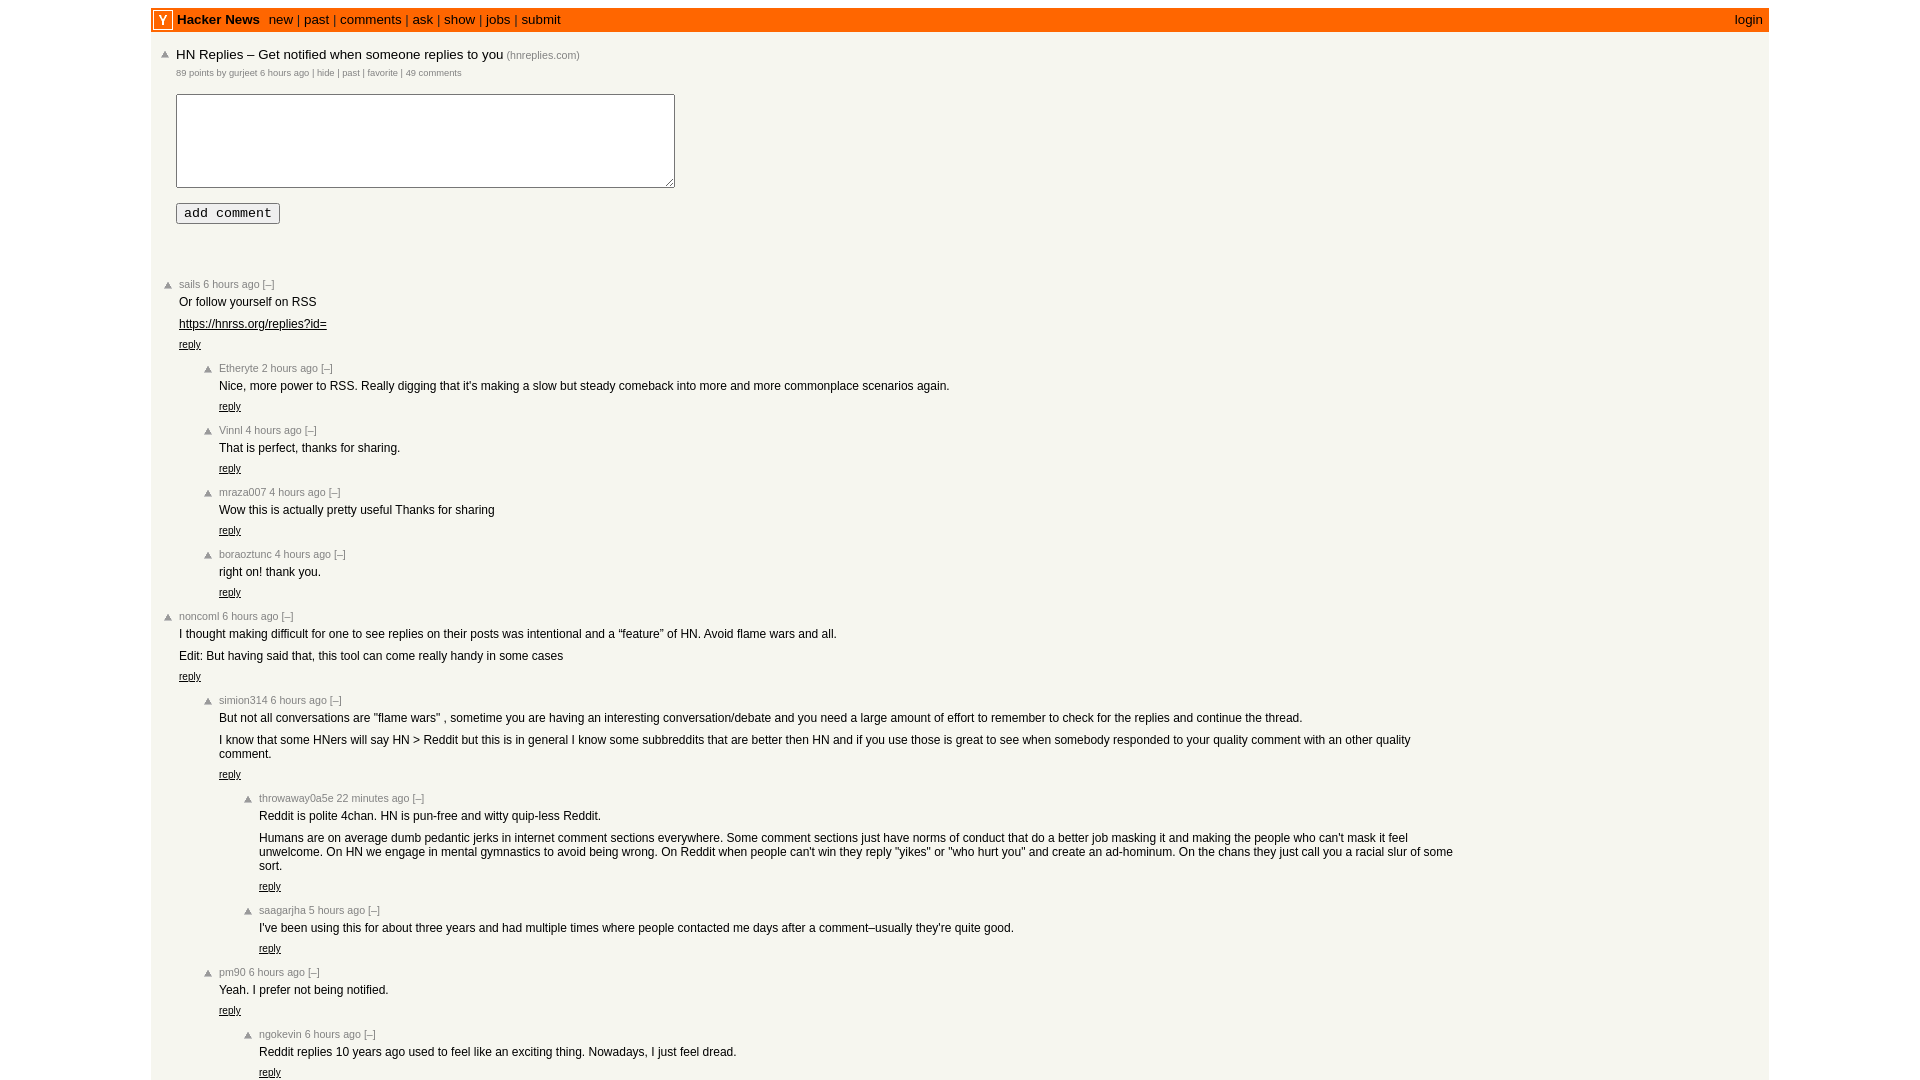 Y Hacker News new | past | comments | ask | show | jobs | submit login
HN Replies – Get notified when someone replies to you (hnreplies.com)
89 points by gurjeet 6 hours ago | hide | past | favorite | 49 comments
add comment
sails 6 hours ago [–]
Or follow yourself on RSS
https://hnrss.org/replies?id=
reply
Etheryte 2 hours ago [–]
Nice, more power to RSS. Really digging that it's making a slow but steady comeback into more and more commonplace scenarios again.
reply
Vinnl 4 hours ago [–]
That is perfect, thanks for sharing.
reply
mraza007 4 hours ago [–]
Wow this is actually pretty useful Thanks for sharing
reply
boraoztunc 4 hours ago [–]
right on! thank you.
reply
noncoml 6 hours ago [–]
I thought making difficult for one to see replies on their posts was intentional and a “feature” of HN. Avoid flame wars and all.
Edit: But having said that, this tool can come really handy in some cases
reply
simion314 6 hours ago [–]
But not all conversations are "flame wars" , sometime you are having an interesting conversation/debate and you need a large amount of effort to remember to check for the replies and continue the thread.
I know that some HNers will say HN > Reddit but this is in general I know some subbreddits that are better then HN and if you use those is great to see when somebody responded to your quality comment with an other quality
comment.
reply
throwaway0a5e 22 minutes ago [–]
Reddit is polite 4chan. HN is pun-free and witty quip-less Reddit.
Humans are on average dumb pedantic jerks in internet comment sections everywhere. Some comment sections just have norms of conduct that do a better job masking it and making the people who can't mask it feel
unwelcome. On HN we engage in mental gymnastics to avoid being wrong. On Reddit when people can't win they reply "yikes" or "who hurt you" and create an ad-hominum. On the chans they just call you a racial slur of some
sort.
reply
saagarjha 5 hours ago [–]
I've been using this for about three years and had multiple times where people contacted me days after a comment–usually they're quite good.
reply
pm90 6 hours ago [–]
Yeah. I prefer not being notified.
reply
ngokevin 6 hours ago [–]
Reddit replies 10 years ago used to feel like an exciting thing. Nowadays, I just feel dread.
reply